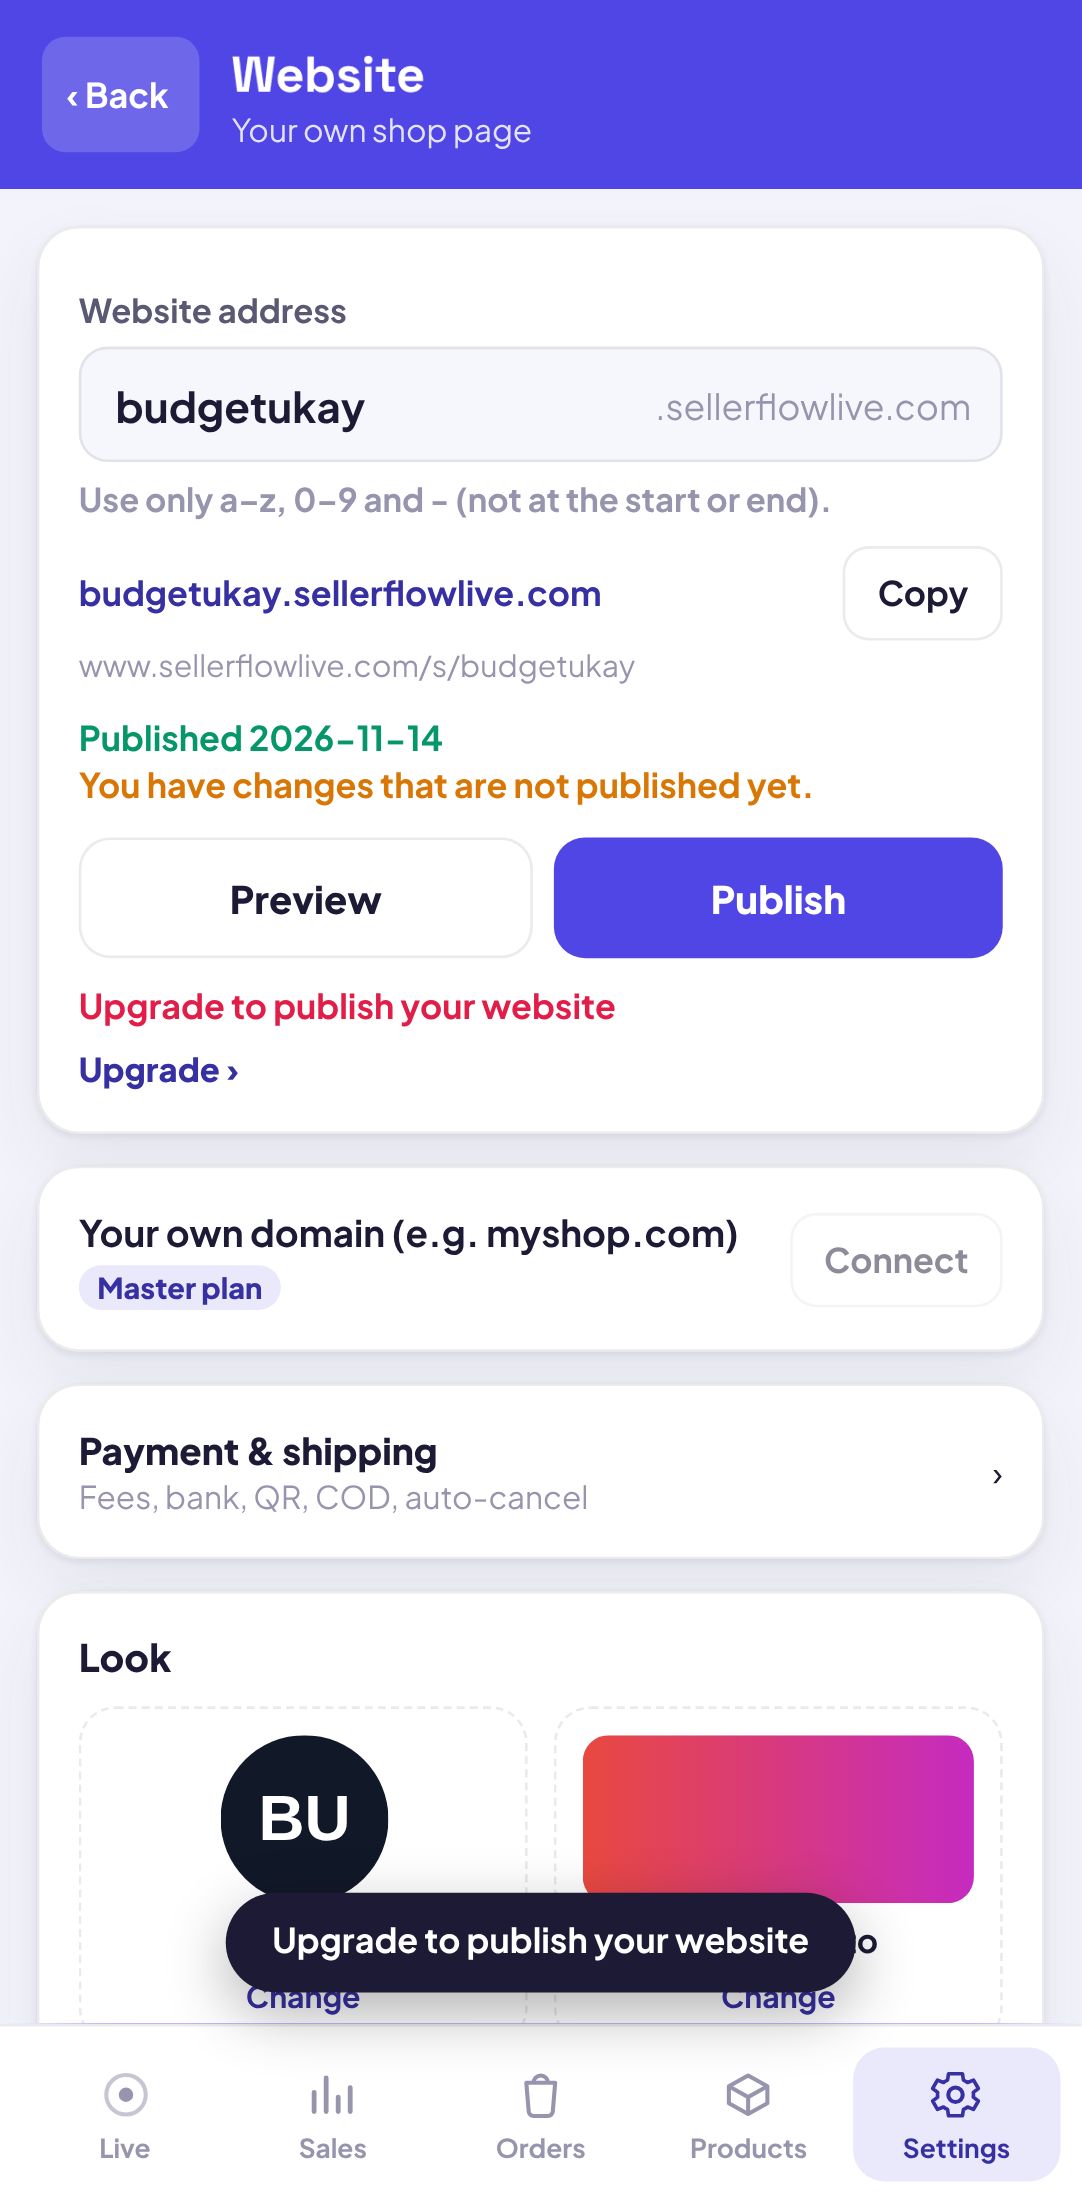 ‹ Back
Website
Your own shop page
Website address
budgetukay .sellerflowlive.com
Use only a–z, 0–9 and - (not at the start or end).
budgetukay.sellerflowlive.com
Copy
www.sellerflowlive.com/s/budgetukay
Published 2026-11-14
You have changes that are not published yet.
Preview
Publish
Upgrade to publish your website
Upgrade ›
Your own domain (e.g. myshop.com)
Master plan
Connect
Payment & shipping
Fees, bank, QR, COD, auto-cancel
›
Look
BU
Upgrade to publish your website
Change
Change
Live
Sales
Orders
Products
Settings